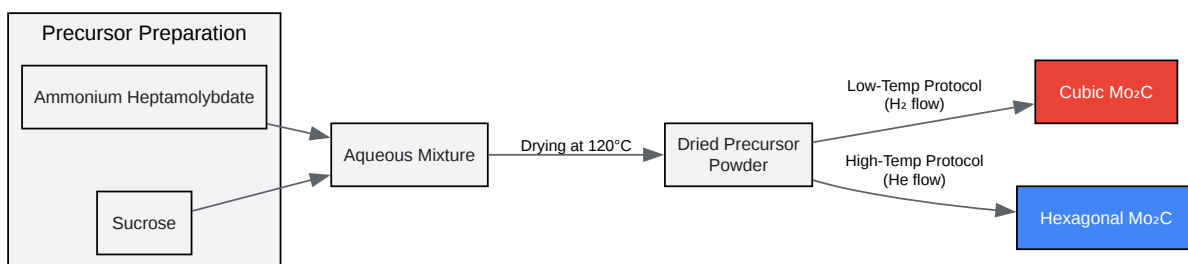 Precursor Preparation
Ammonium Heptamolybdate
Sucrose
Aqueous Mixture
Drying at 120°C
Dried Precursor
Powder
Low-Temp Protocol
(H₂ flow)
High-Temp Protocol
(He flow)
Cubic Mo₂C
Hexagonal Mo₂C